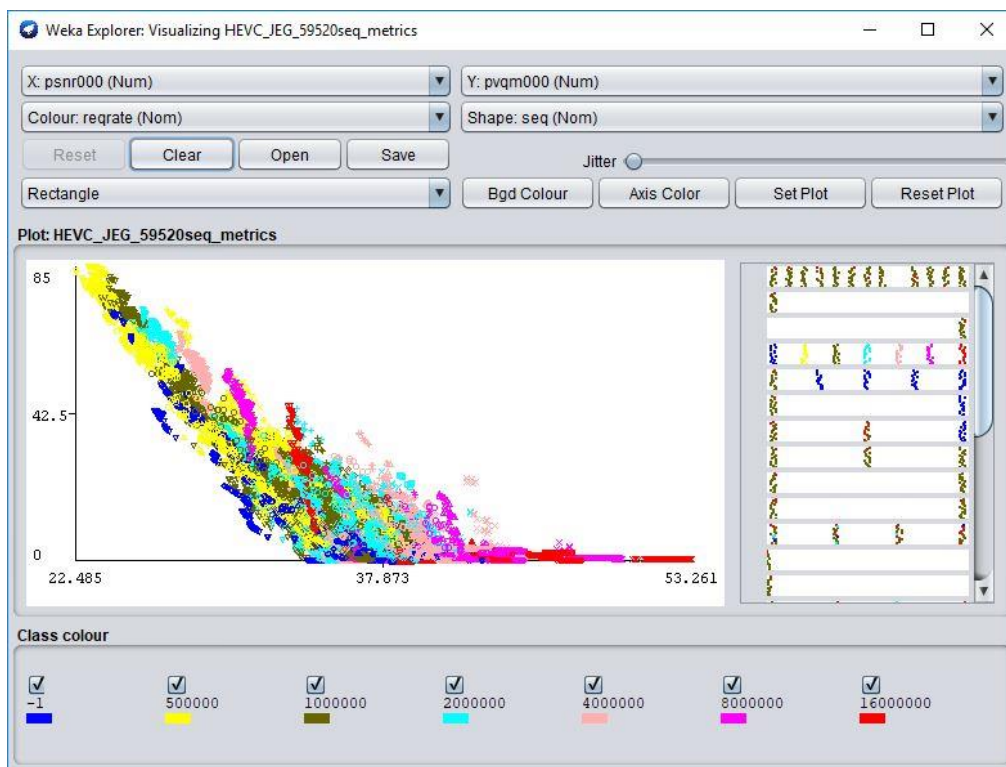 Weka Explorer: Visualizing HEVC_JEG_59520seq_metrics
X: psnr000 (Num) Y: pvqm000 (Num)
Colour: reqrate (Nom) Shape: seq (Nom)
Reset Clear Open Save Jitter
Rectangle Bgd Colour Axis Color Set Plot Reset Plot
Plot: HEVC_JEG_59520seq_metrics
85
42.5
0
22.485 37.873 53.261
Class colour
-1 500000 1000000 2000000 4000000 8000000 16000000